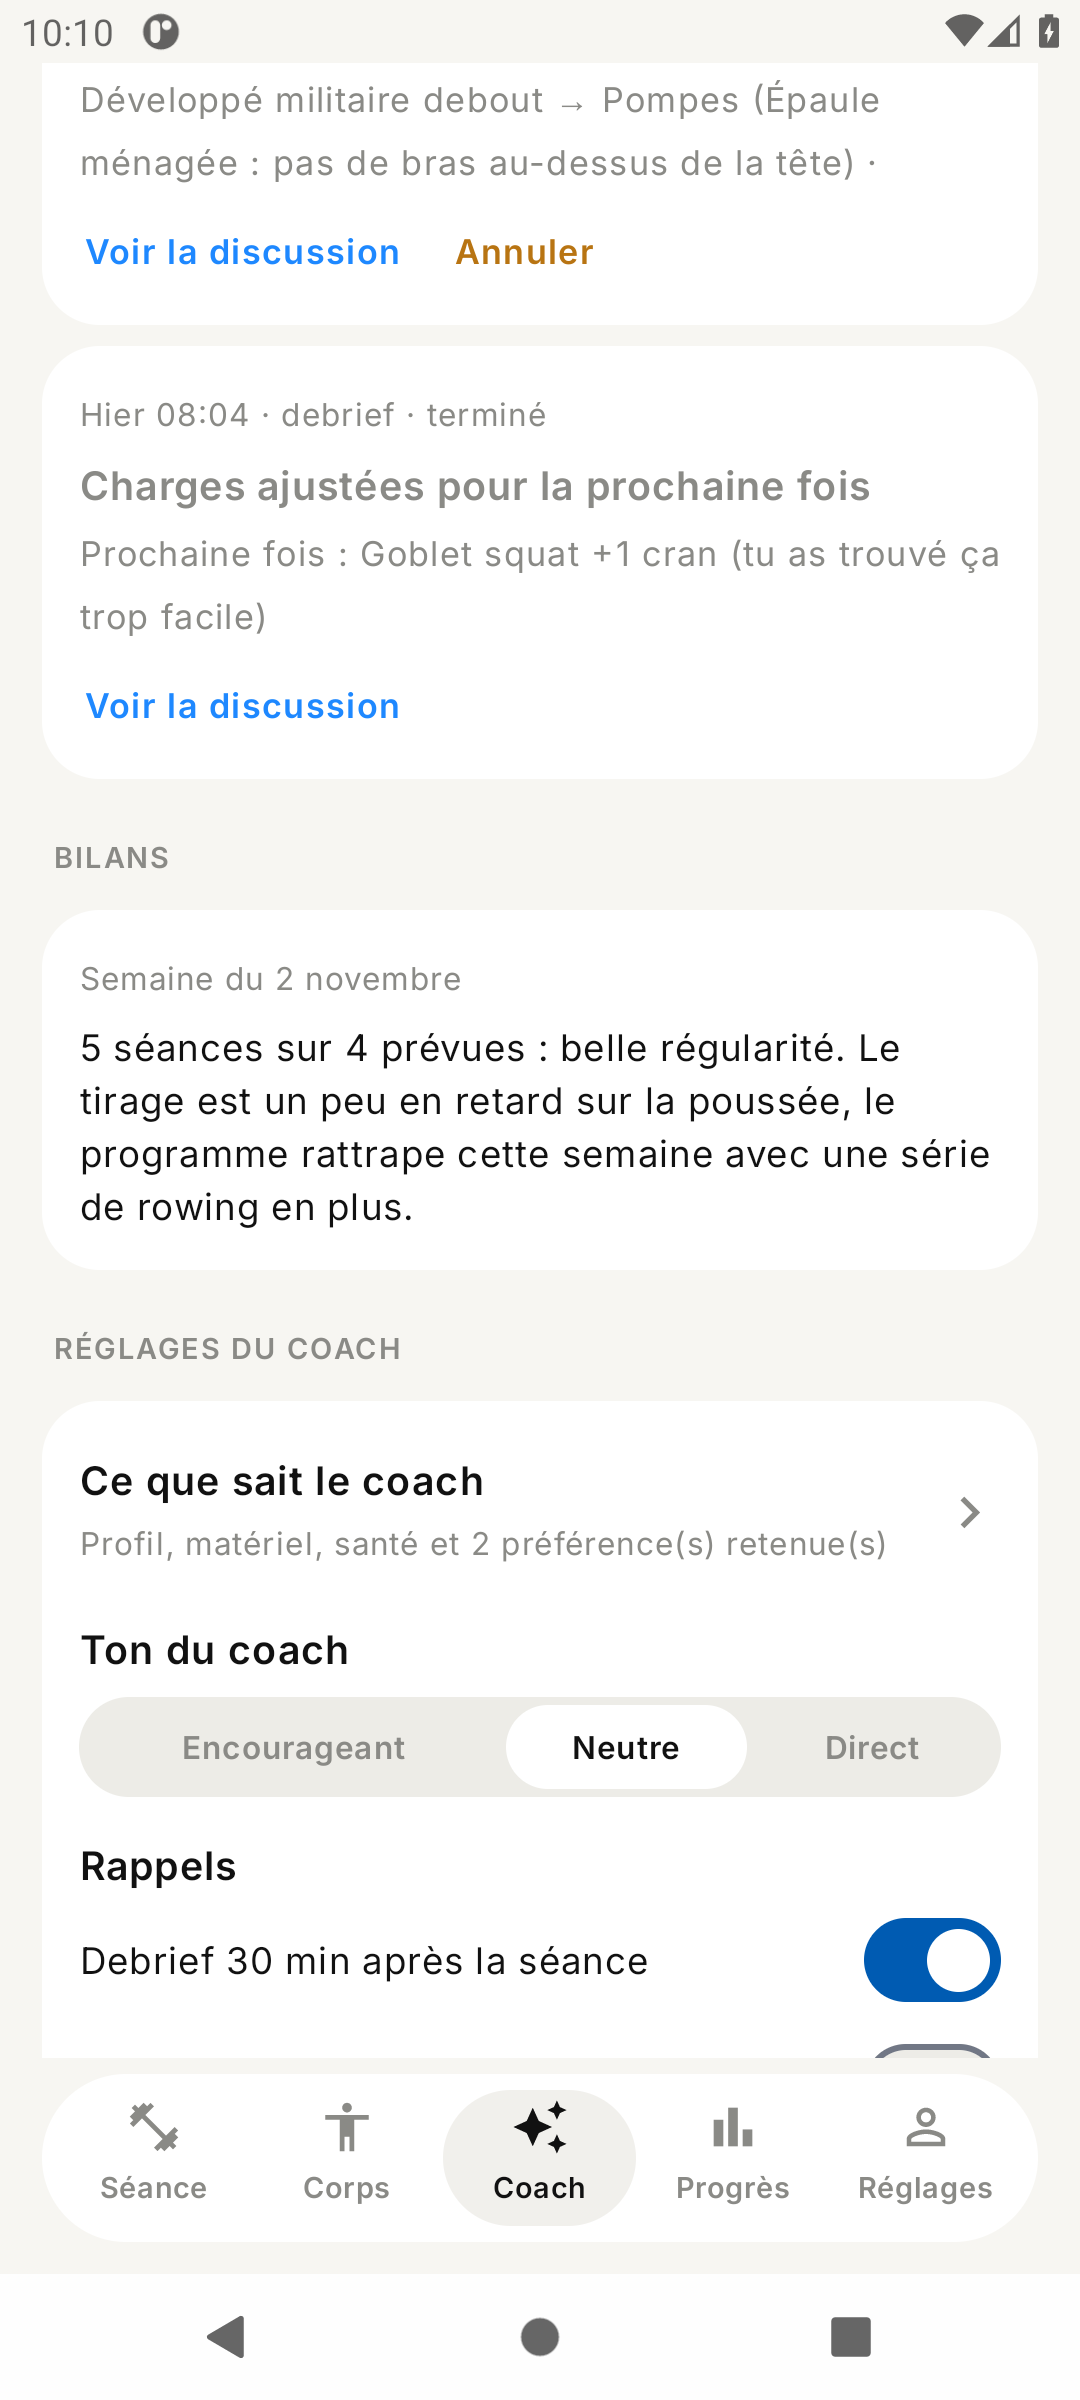 10:10
Développé militaire debout → Pompes (Épaule
ménagée : pas de bras au-dessus de la tête) ·
Voir la discussion Annuler
Hier 08:04 · debrief · terminé
Charges ajustées pour la prochaine fois
Prochaine fois : Goblet squat +1 cran (tu as trouvé ça
trop facile)
Voir la discussion
BILANS
Semaine du 2 novembre
5 séances sur 4 prévues : belle régularité. Le
tirage est un peu en retard sur la poussée, le
programme rattrape cette semaine avec une série
de rowing en plus.
RÉGLAGES DU COACH
Ce que sait le coach
Profil, matériel, santé et 2 préférence(s) retenue(s)
Ton du coach
Encourageant Neutre Direct
Rappels
Debrief 30 min après la séance
Séance Corps Coach Progrès Réglages